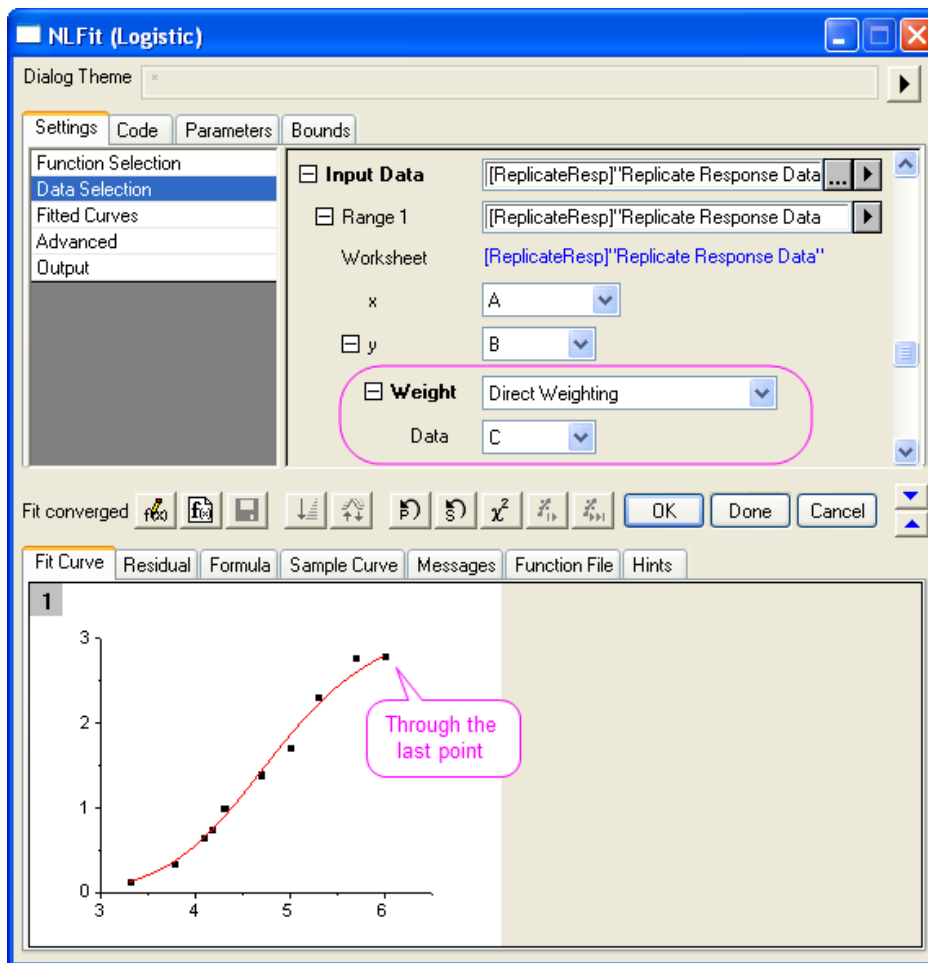 NLFit (Logistic)
Dialog Theme *
Settings Code Parameters Bounds
Function Selection
Data Selection
Fitted Curves
Advanced
Output
Input Data [ReplicateResp]"Replicate Response Data ...
Range 1 [ReplicateResp]"Replicate Response Data
Worksheet [ReplicateResp]"Replicate Response Data"
x A
y B
Weight Direct Weighting
Data C
Fit converged f(x) f(x) P S χ² OK Done Cancel
Fit Curve Residual Formula Sample Curve Messages Function File Hints
1
3
2
1
0
3 4 5 6
Through the
last point